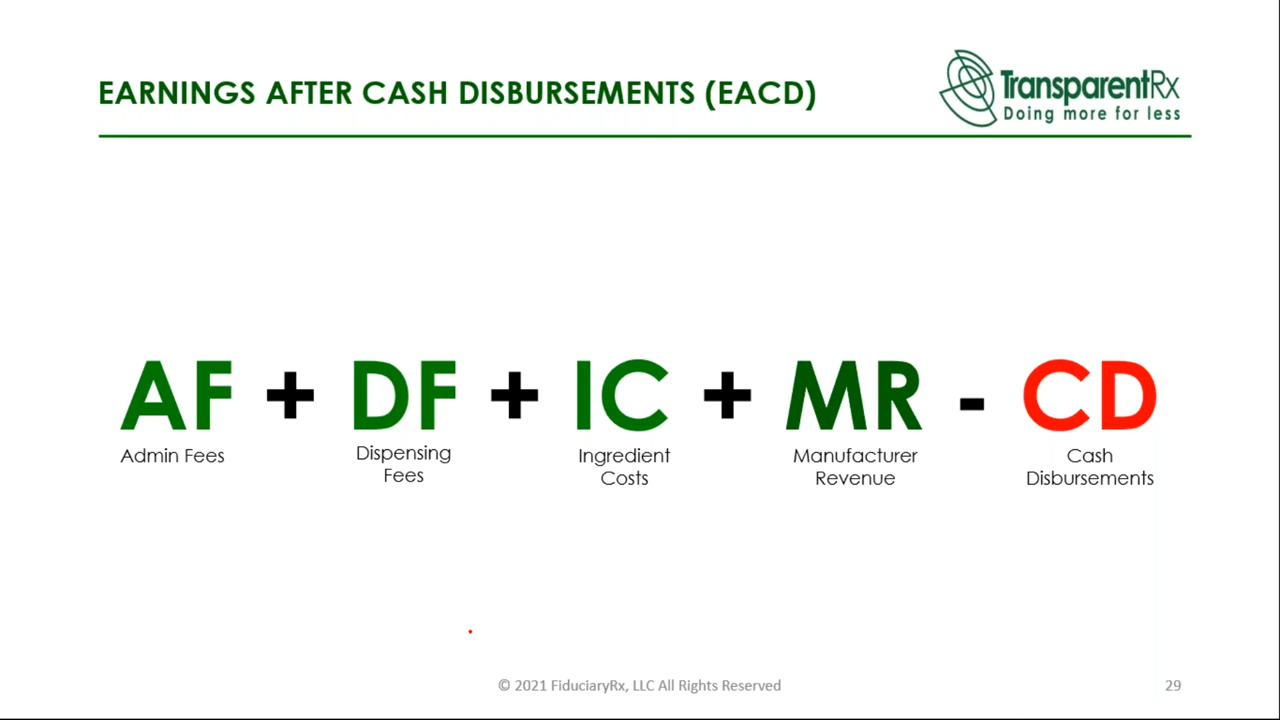 EARNINGS AFTER CASH DISBURSEMENTS (EACD)
TransparentRx
Doing more for less
AF + DF + IC + MR - CD
Admin Fees
Dispensing
Fees
Ingredient
Costs
Manufacturer
Revenue
Cash
Disbursements
© 2021 FiduciaryRx, LLC All Rights Reserved
29